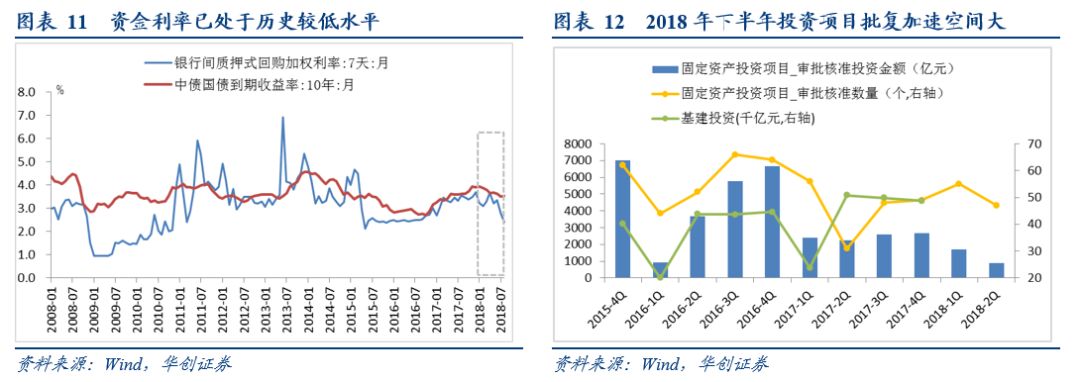 图表 11 资金利率已处于历史较低水平
银行间质押式回购加权利率:7天:月
中债国债到期收益率:10年:月
%
8.0
7.0
6.0
5.0
4.0
3.0
2.0
1.0
0.0
2008-01
2008-07
2009-01
2009-07
2010-01
2010-07
2011-01
2011-07
2012-01
2012-07
2013-01
2013-07
2014-01
2014-07
2015-01
2015-07
2016-01
2016-07
2017-01
2017-07
2018-01
2018-07
资料来源：Wind，华创证券
图表 12 2018 年下半年投资项目批复加速空间大
固定资产投资项目_审批核准投资金额（亿元）
固定资产投资项目_审批核准数量（个,右轴）
基建投资(千亿元,右轴)
8000
7000
6000
5000
4000
3000
2000
1000
0
70
60
50
40
30
20
2015-4Q
2016-1Q
2016-2Q
2016-3Q
2016-4Q
2017-1Q
2017-2Q
2017-3Q
2017-4Q
2018-1Q
2018-2Q
资料来源：Wind，华创证券